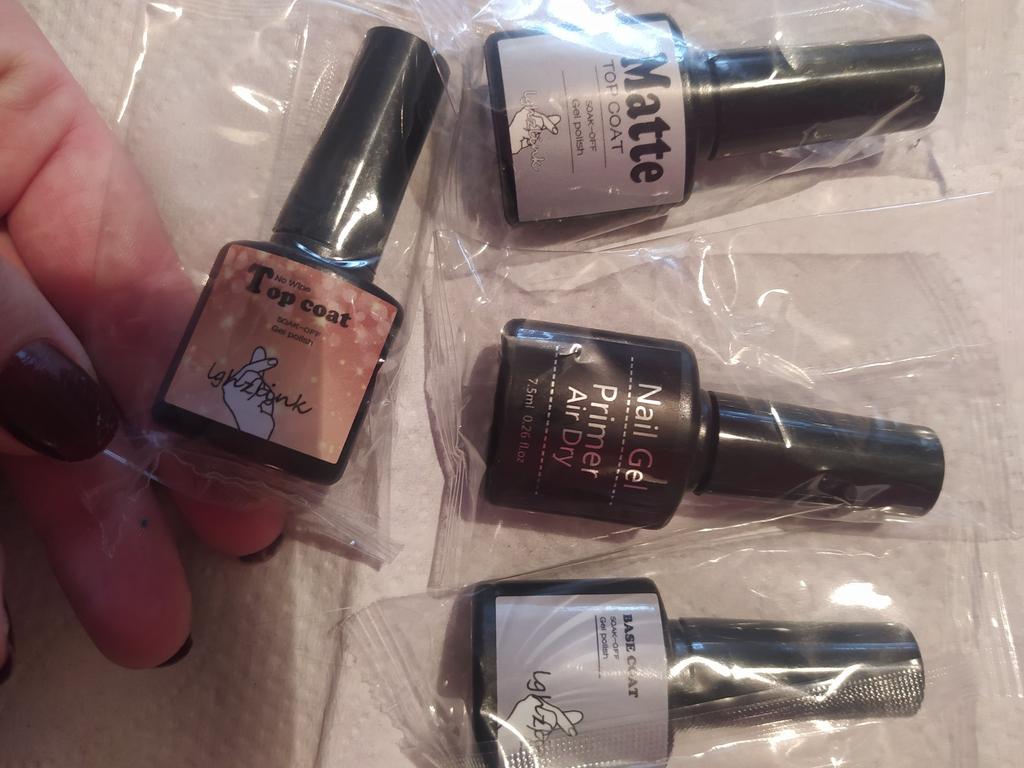 No Wipe
Top coat
SOAK-OFF
Gel polish
lghzlpink
Matte
TOP COAT
SOAK-OFF
Gel polish
Nail Gel
Primer
Air Dry
7.5ml 0.26 fl.oz
BASE COAT
SOAK-OFF
Gel polish